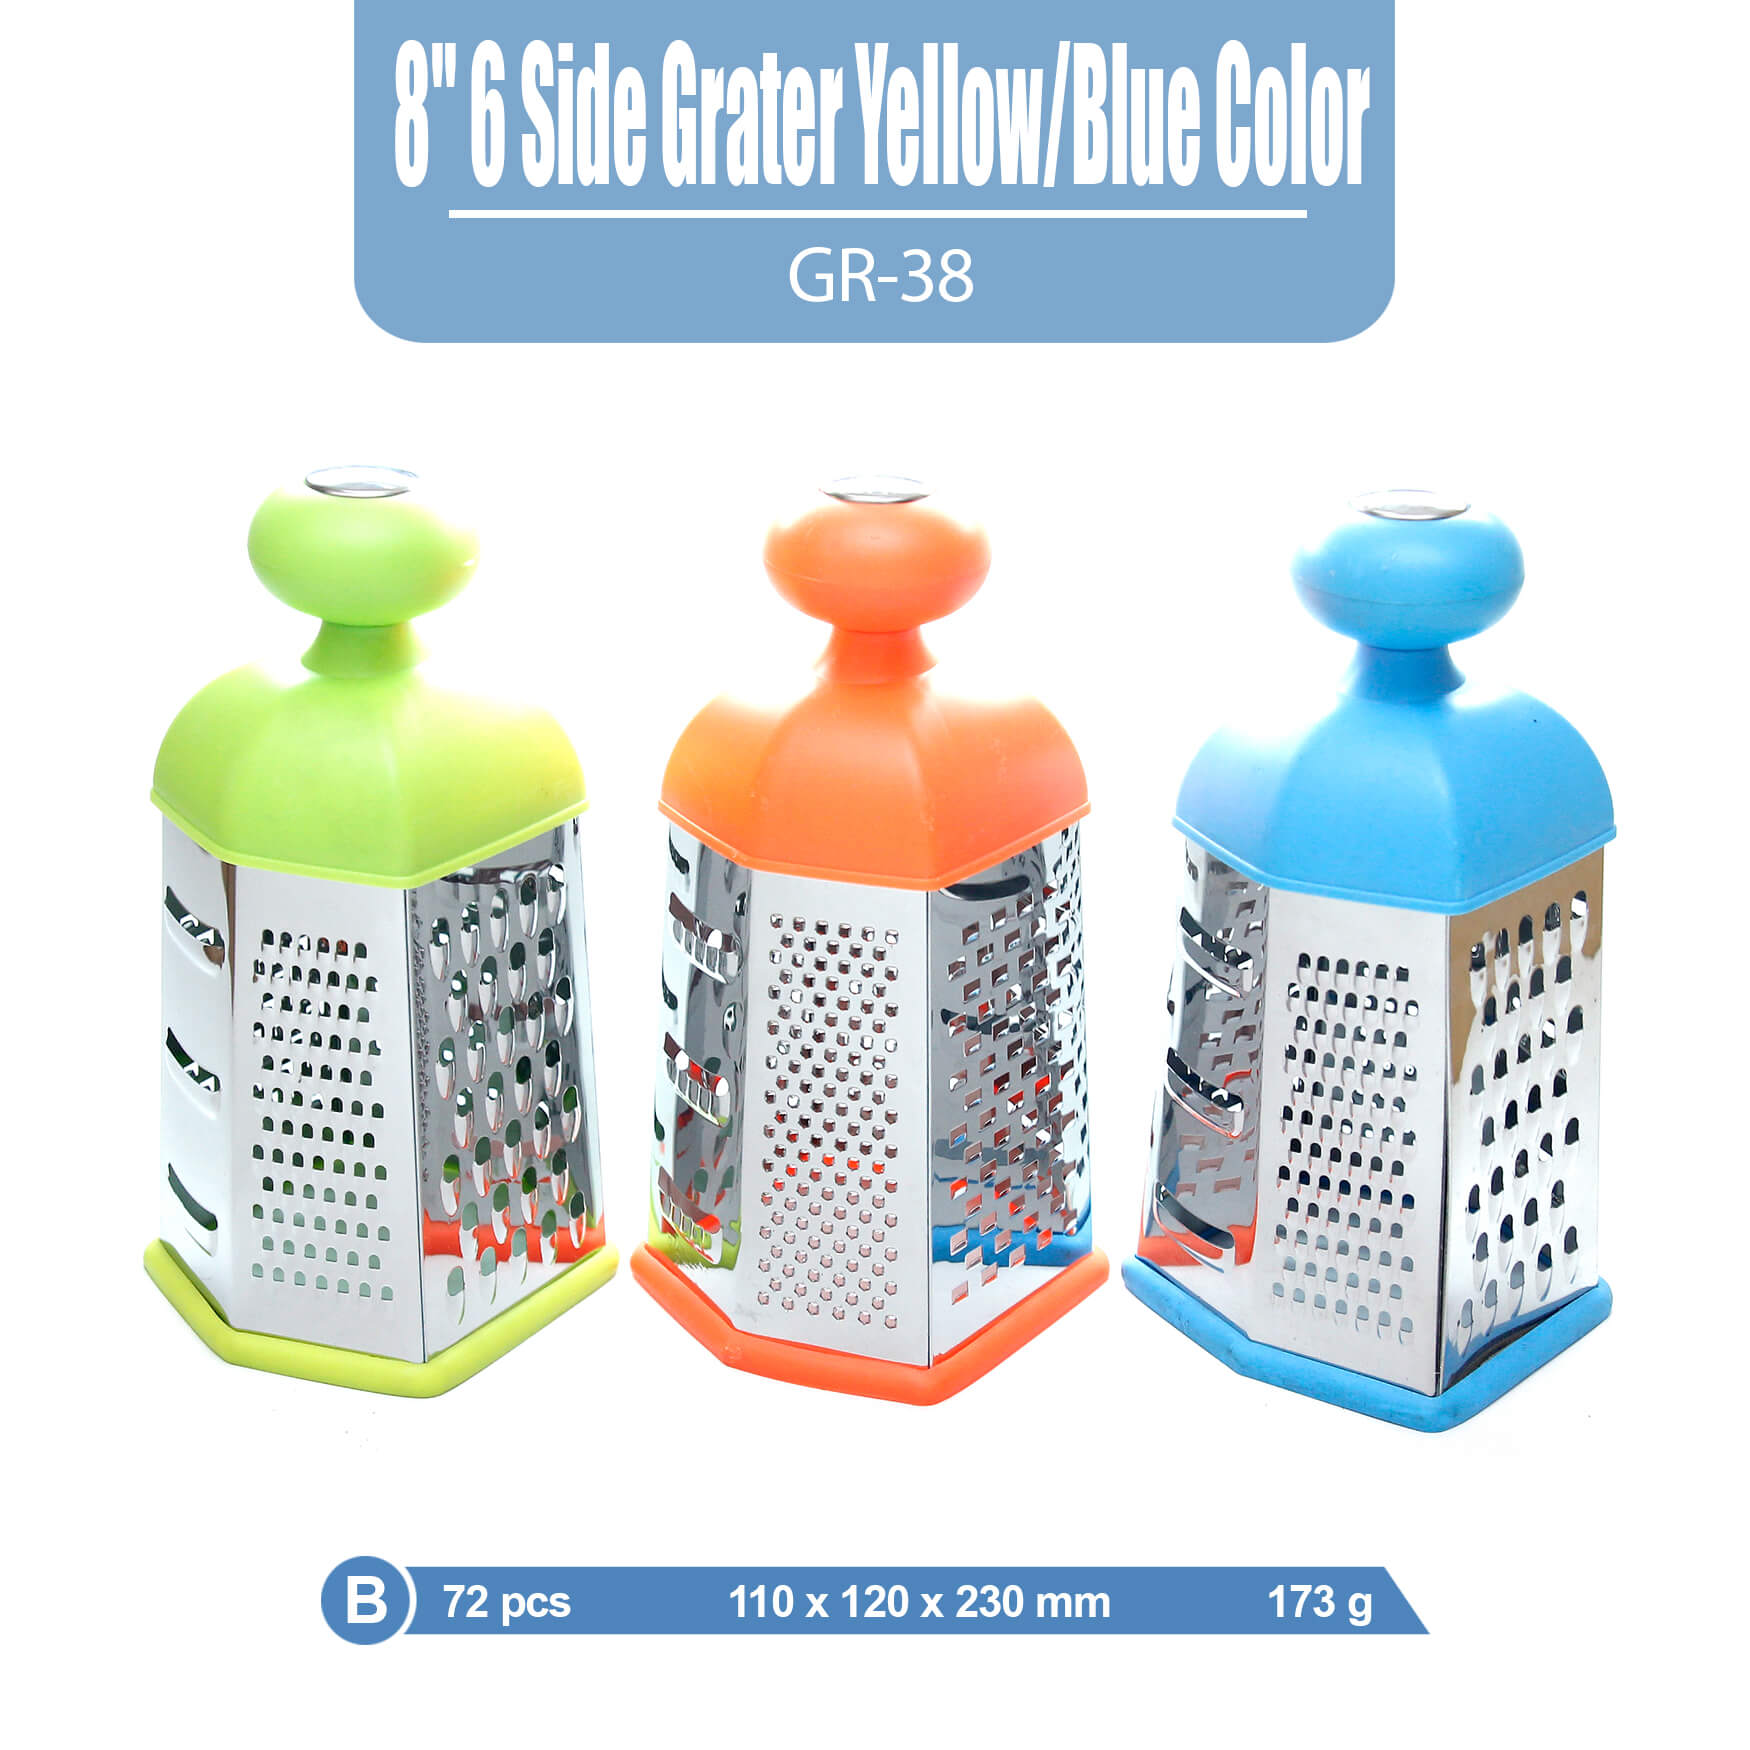 8" 6 Side Grater Yellow/Blue Color
GR-38
B 72 pcs 110 x 120 x 230 mm 173 g